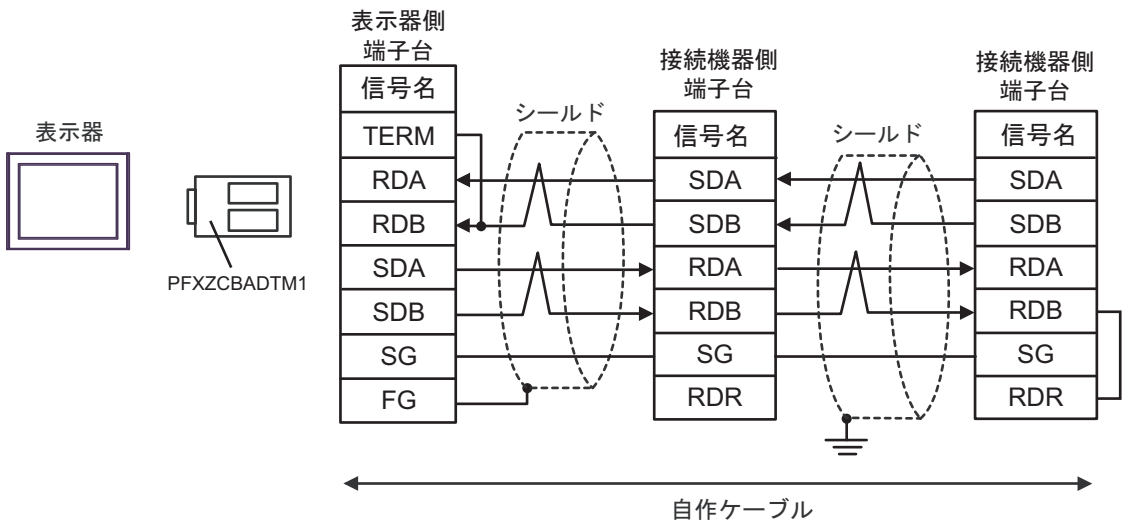 表示器
PFXZCBADTM1
表示器側
端子台
信号名
TERM
RDA
RDB
SDA
SDB
SG
FG
シールド
接続機器側
端子台
信号名
SDA
SDB
RDA
RDB
SG
RDR
シールド
接続機器側
端子台
信号名
SDA
SDB
RDA
RDB
SG
RDR
自作ケーブル